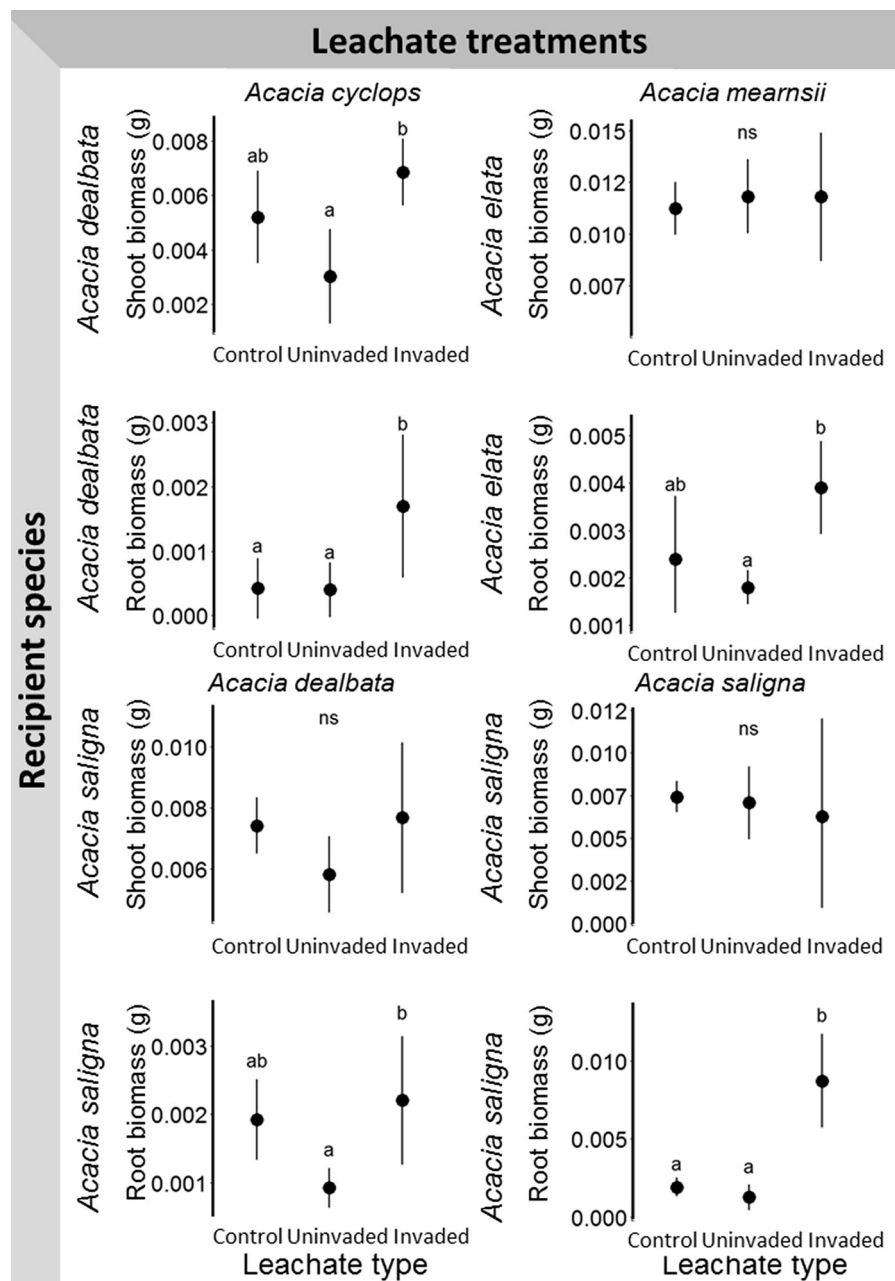 Leachate treatments
Recipient species
Acacia cyclops
Acacia dealbata
Shoot biomass (g)
0.008
0.006
0.004
0.002
ab
a
b
Control Uninvaded Invaded
Acacia mearnsii
Acacia elata
Shoot biomass (g)
0.015
0.012
0.010
0.007
ns
Control Uninvaded Invaded
Acacia dealbata
Root biomass (g)
0.003
0.002
0.001
0.000
a
a
b
Control Uninvaded Invaded
Acacia elata
Root biomass (g)
0.005
0.004
0.003
0.002
0.001
ab
a
b
Control Uninvaded Invaded
Acacia dealbata
Acacia saligna
Shoot biomass (g)
0.010
0.008
0.006
ns
Control Uninvaded Invaded
Acacia saligna
Acacia saligna
Shoot biomass (g)
0.012
0.010
0.007
0.005
0.002
0.000
ns
Control Uninvaded Invaded
Acacia saligna
Root biomass (g)
0.003
0.002
0.001
ab
a
b
Control Uninvaded Invaded
Leachate type
Acacia saligna
Root biomass (g)
0.010
0.005
0.000
a
a
b
Control Uninvaded Invaded
Leachate type